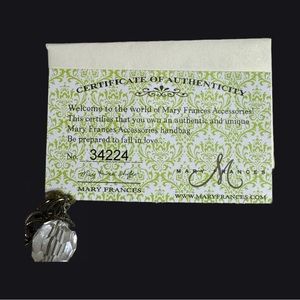 CERTIFICATE OF AUTHENTICITY
Welcome to the world of Mary Frances Accessories!
This certifies that you own an authentic and unique
Mary Frances Accessories handbag.
Be prepared to fall in love.
No. 34224
MARY FRANCES
M
MARY FRANCES
WWW.MARYFRANCES.COM